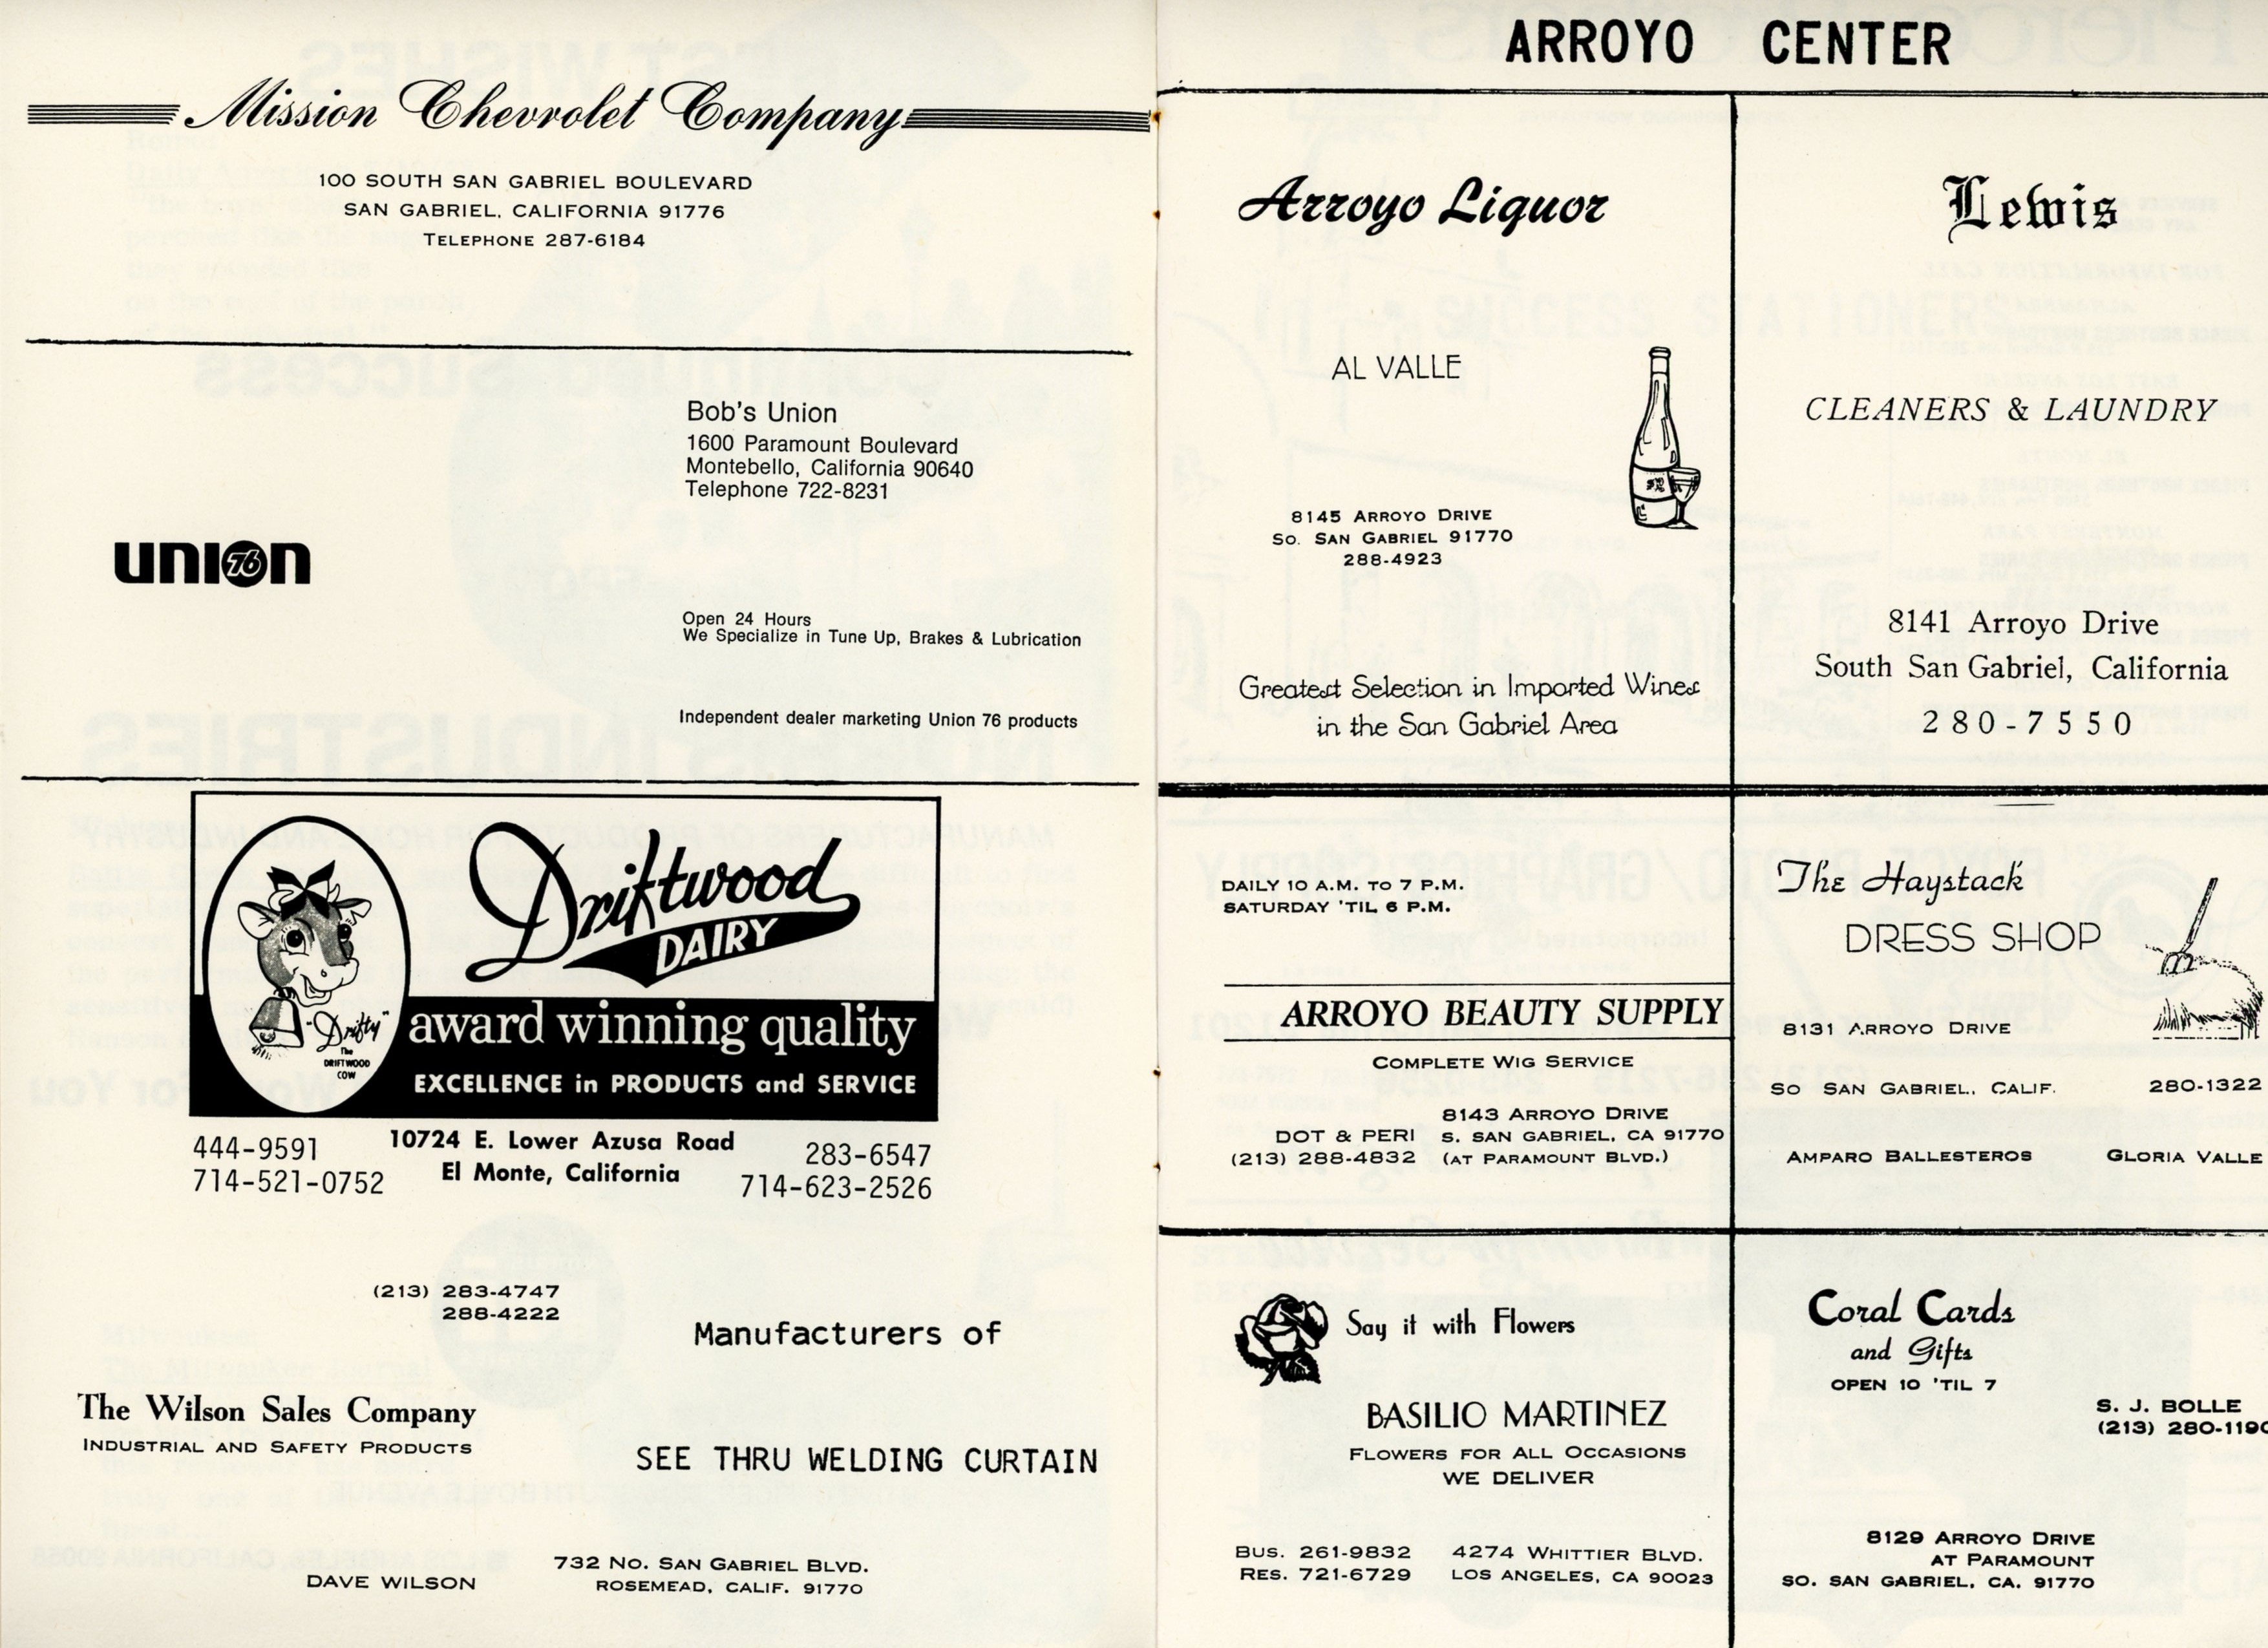 Mission Chevrolet Company
100 SOUTH SAN GABRIEL BOULEVARD
SAN GABRIEL, CALIFORNIA 91776
TELEPHONE 287-6184
Bob's Union
1600 Paramount Boulevard
Montebello, California 90640
Telephone 722-8231
union 76
Open 24 Hours
We Specialize in Tune Up, Brakes & Lubrication
Independent dealer marketing Union 76 products
Driftwood
DAIRY
"Drifty"
The
DRIFTWOOD
COW
award winning quality
EXCELLENCE in PRODUCTS and SERVICE
444-9591
714-521-0752
10724 E. Lower Azusa Road
El Monte, California
283-6547
714-623-2526
(213) 283-4747
288-4222
Manufacturers of
The Wilson Sales Company
INDUSTRIAL AND SAFETY PRODUCTS
SEE THRU WELDING CURTAIN
DAVE WILSON
732 NO. SAN GABRIEL BLVD.
ROSEMEAD, CALIF. 91770
ARROYO CENTER
Arroyo Liquor
AL VALLE
8145 ARROYO DRIVE
SO. SAN GABRIEL 91770
288-4923
Greatest Selection in Imported Wines
in the San Gabriel Area
Lewis
CLEANERS & LAUNDRY
8141 Arroyo Drive
South San Gabriel, California
280-7550
DAILY 10 A.M. TO 7 P.M.
SATURDAY 'TIL 6 P.M.
ARROYO BEAUTY SUPPLY
COMPLETE WIG SERVICE
8143 ARROYO DRIVE
DOT & PERI S. SAN GABRIEL, CA 91770
(213) 288-4832 (AT PARAMOUNT BLVD.)
The Haystack
DRESS SHOP
8131 ARROYO DRIVE
SO SAN GABRIEL, CALIF. 280-1322
AMPARO BALLESTEROS GLORIA VALLE
Say it with Flowers
BASILIO MARTINEZ
FLOWERS FOR ALL OCCASIONS
WE DELIVER
BUS. 261-9832 4274 WHITTIER BLVD.
RES. 721-6729 LOS ANGELES, CA 90023
Coral Cards
and Gifts
OPEN 10 'TIL 7
S. J. BOLLE
(213) 280-1190
8129 ARROYO DRIVE
AT PARAMOUNT
SO. SAN GABRIEL, CA. 91770